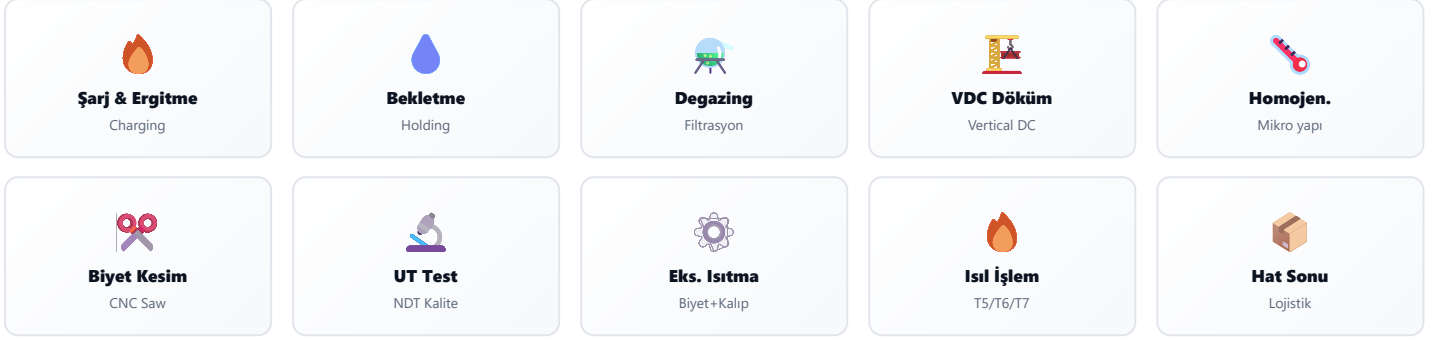 Şarj & Ergitme
Charging
Bekletme
Holding
Degazing
Filtrasyon
VDC Döküm
Vertical DC
Homojen.
Mikro yapı
Biyet Kesim
CNC Saw
UT Test
NDT Kalite
Eks. Isıtma
Biyet+Kalıp
Isıl İşlem
T5/T6/T7
Hat Sonu
Lojistik